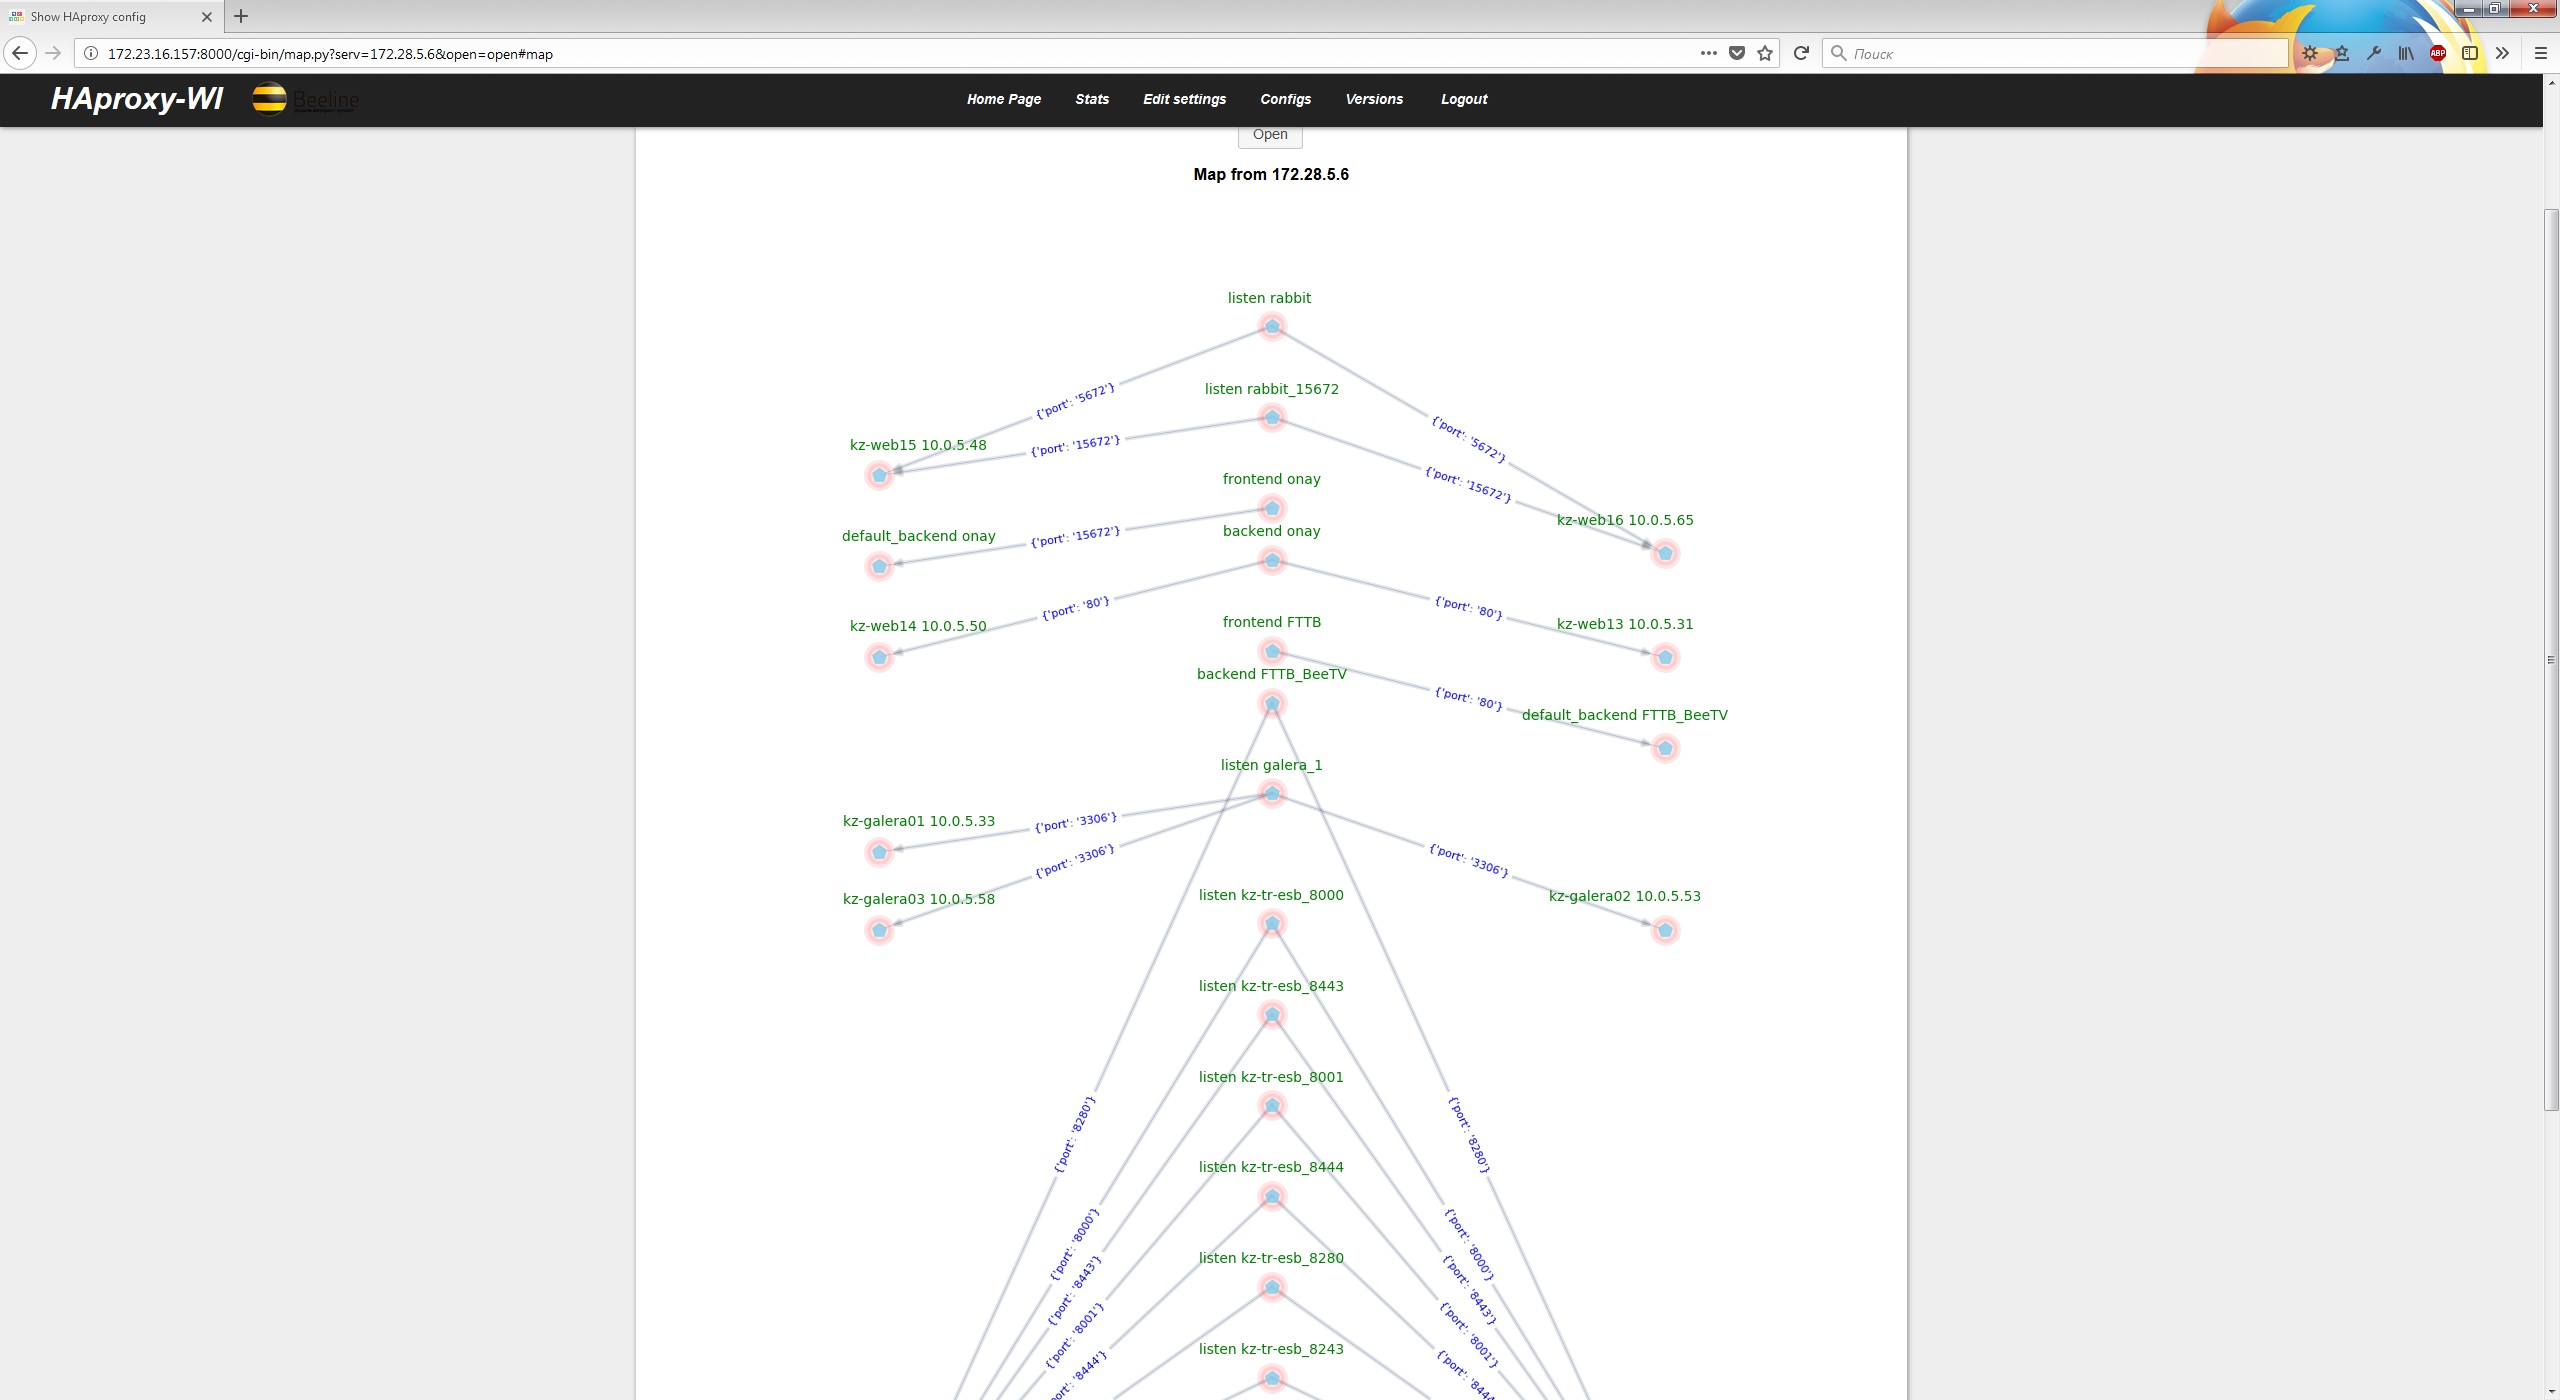 Show HAproxy config
172.23.16.157:8000/cgi-bin/map.py?serv=172.28.5.6&open=open#map
Поиск
ABP
HAproxy-WI
Beeline
Home Page Stats Edit settings Configs Versions Logout
Open
Map from 172.28.5.6
listen rabbit
{'port': '5672'}
listen rabbit_15672
{'port': '5672'}
kz-web15 10.0.5.48
{'port': '15672'}
{'port': '15672'}
frontend onay
kz-web16 10.0.5.65
default_backend onay
{'port': '15672'}
backend onay
{'port': '80'}
{'port': '80'}
kz-web14 10.0.5.50
frontend FTTB
kz-web13 10.0.5.31
backend FTTB_BeeTV
{'port': '80'}
default_backend FTTB_BeeTV
listen galera_1
kz-galera01 10.0.5.33
{'port': '3306'}
{'port': '3306'}
{'port': '3306'}
kz-galera03 10.0.5.58
listen kz-tr-esb_8000
kz-galera02 10.0.5.53
listen kz-tr-esb_8443
listen kz-tr-esb_8001
{'port': '8280'}
{'port': '8280'}
listen kz-tr-esb_8444
{'port': '8000'}
{'port': '8000'}
listen kz-tr-esb_8280
{'port': '8443'}
{'port': '8443'}
{'port': '8001'}
{'port': '8001'}
listen kz-tr-esb_8243
{'port': '8444'}
{'port': '8444